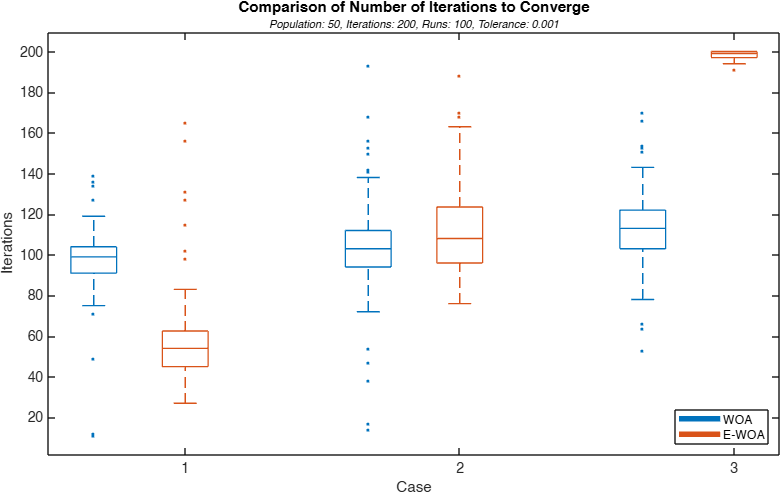 Comparison of Number of Iterations to Converge
Population: 50, Iterations: 200, Runs: 100, Tolerance: 0.001
200
180
160
140
120
100
80
60
40
20
Iterations
1
2
3
Case
WOA
E-WOA